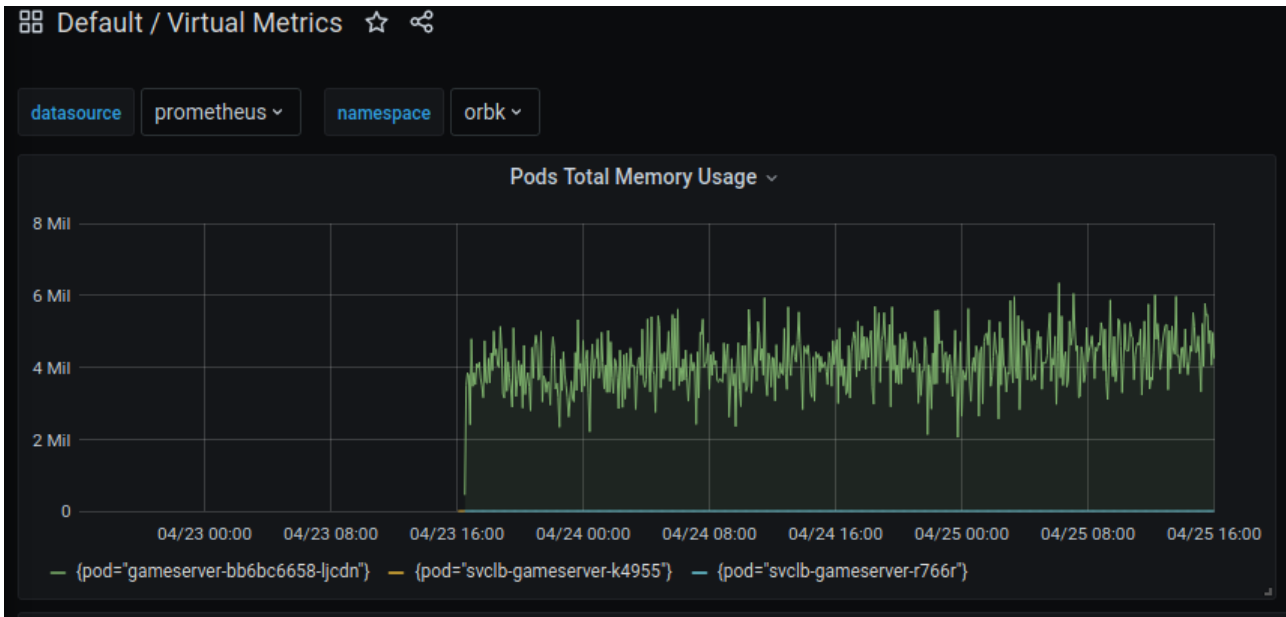 Default / Virtual Metrics
datasource prometheus namespace orbk
Pods Total Memory Usage
8 Mil
6 Mil
4 Mil
2 Mil
0
04/23 00:00 04/23 08:00 04/23 16:00 04/24 00:00 04/24 08:00 04/24 16:00 04/25 00:00 04/25 08:00 04/25 16:00
{pod="gameserver-bb6bc6658-ljcdn"} {pod="svclb-gameserver-k4955"} {pod="svclb-gameserver-r766r"}